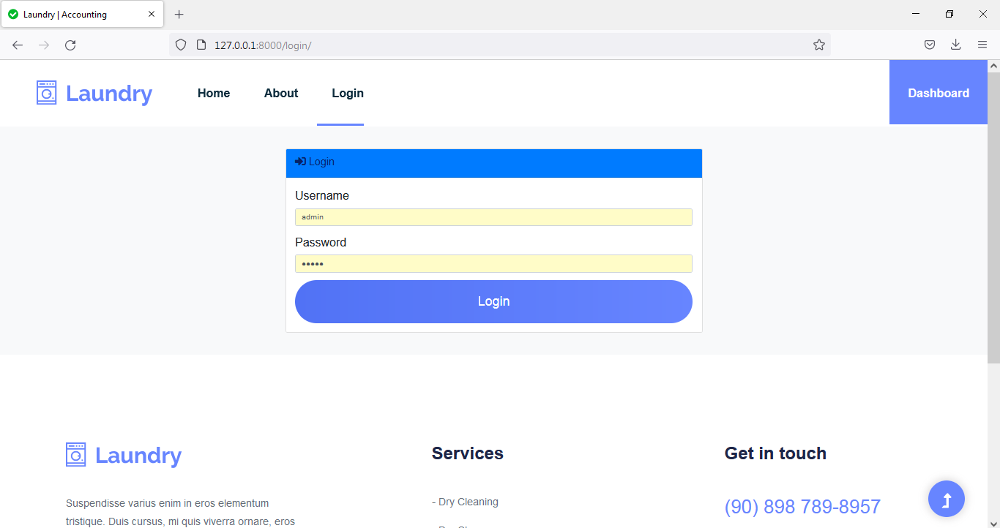 Laundry | Accounting
127.0.0.1:8000/login/
Laundry
Home
About
Login
Dashboard
Login
Username
admin
Password
•••••
Login
Laundry
Suspendisse varius enim in eros elementum
tristique. Duis cursus, mi quis viverra ornare, eros
Services
- Dry Cleaning
Get in touch
(90) 898 789-8957